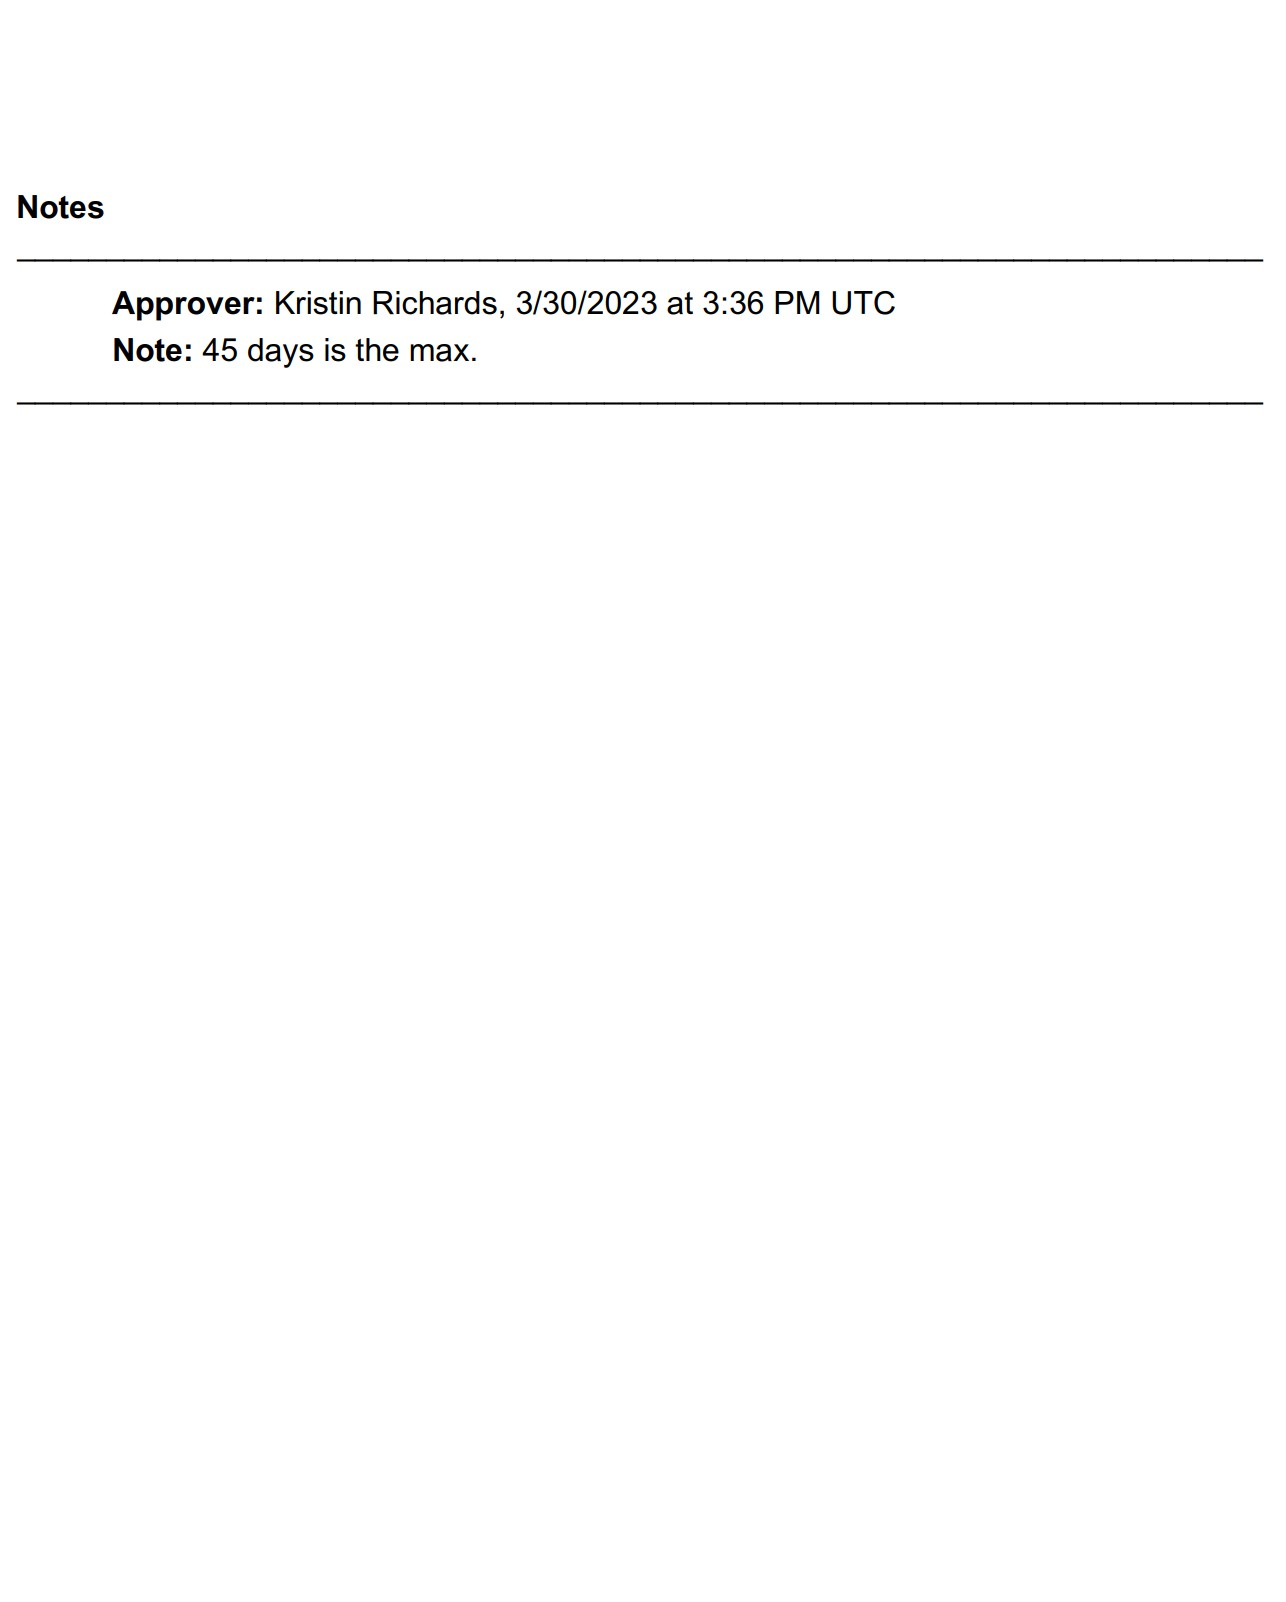 Notes
Approver: Kristin Richards, 3/30/2023 at 3:36 PM UTC
Note: 45 days is the max.